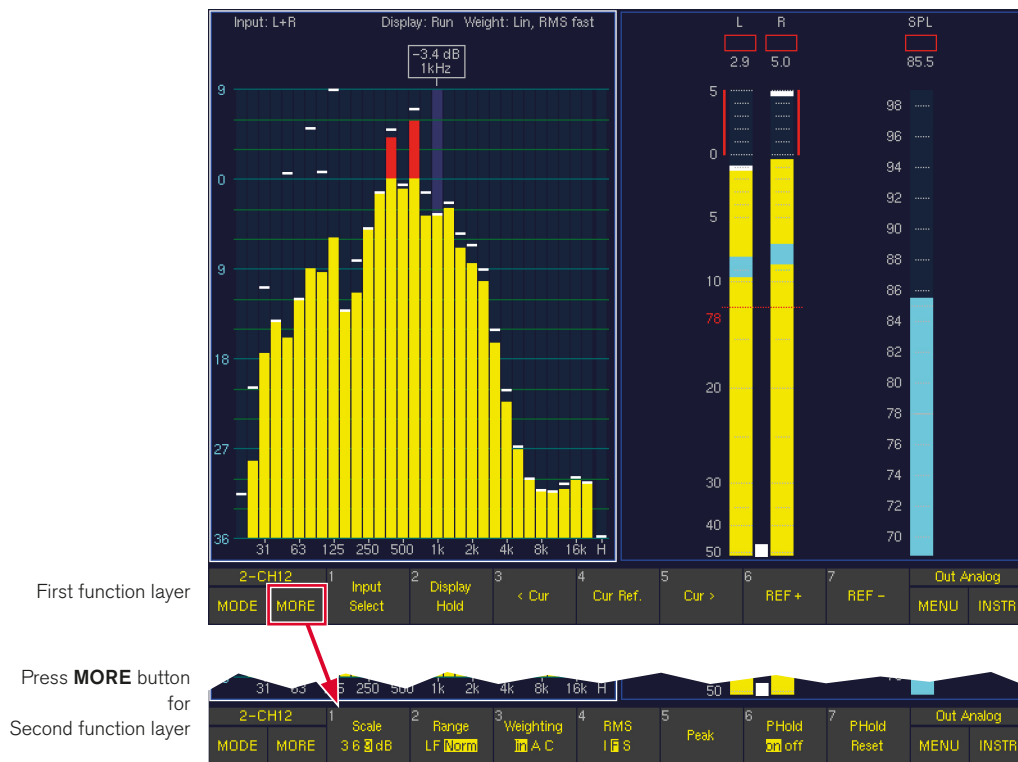 Input: L+R Display: Run Weight: Lin, RMS fast
-3.4 dB
1kHz
9
0
9
18
27
36
31 63 125 250 500 1k 2k 4k 8k 16k H
L R SPL
2.9 5.0 85.5
5
0
5
10
78
20
30
40
50
98
96
94
92
90
88
86
84
82
80
78
76
74
72
70
First function layer
2-CH12
MODE MORE
1 Input
Select
2 Display
Hold
3 < Cur
4 Cur Ref.
5 Cur >
6 REF +
7 REF -
Out Analog
MENU INSTR
Press MORE button
for
Second function layer
31 63 5 250 500 1k 2k 4k 8k 16k H
50
2-CH12
MODE MORE
1 Scale
3 6 9 dB
2 Range
LF Norm
3 Weighting
lin A C
4 RMS
I F S
5 Peak
6 PHold
on off
7 PHold
Reset
Out Analog
MENU INSTR